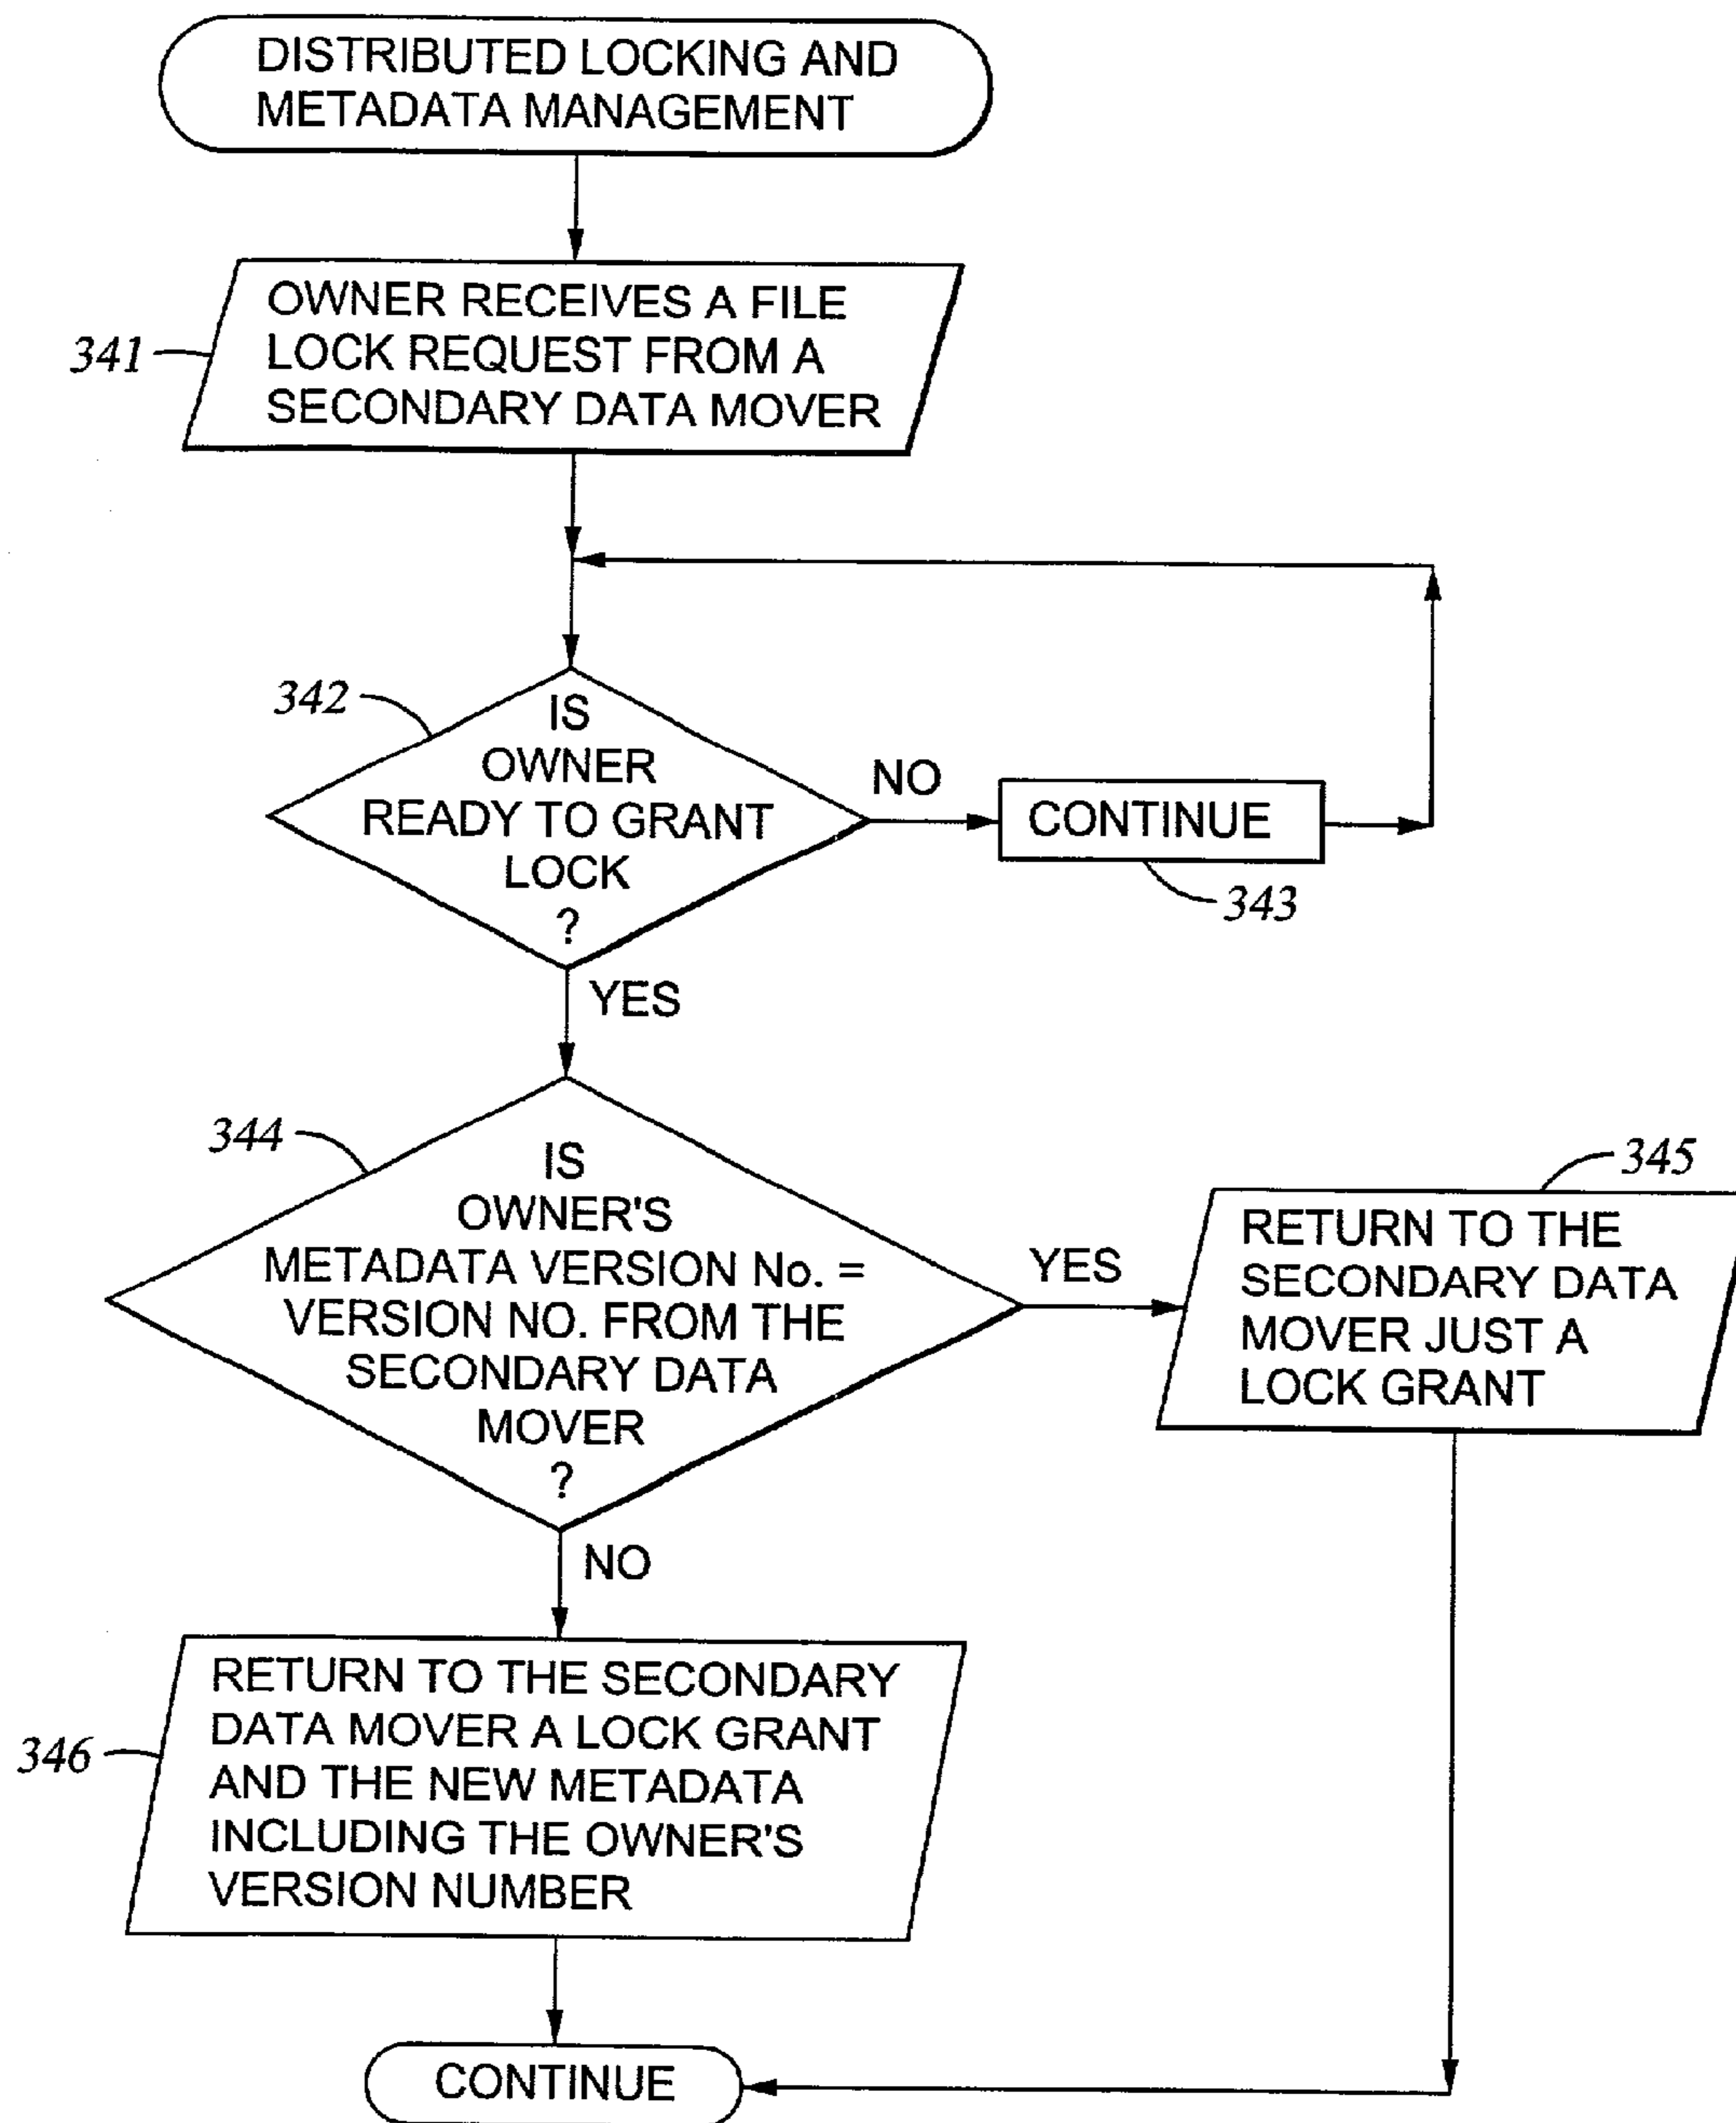 DISTRIBUTED LOCKING AND
METADATA MANAGEMENT
341
OWNER RECEIVES A FILE
LOCK REQUEST FROM A
SECONDARY DATA MOVER
342
IS
OWNER
READY TO GRANT
LOCK
?
NO
CONTINUE
343
YES
344
IS
OWNER'S
METADATA VERSION No. =
VERSION NO. FROM THE
SECONDARY DATA
MOVER
?
YES
345
RETURN TO THE
SECONDARY DATA
MOVER JUST A
LOCK GRANT
NO
346
RETURN TO THE SECONDARY
DATA MOVER A LOCK GRANT
AND THE NEW METADATA
INCLUDING THE OWNER'S
VERSION NUMBER
CONTINUE